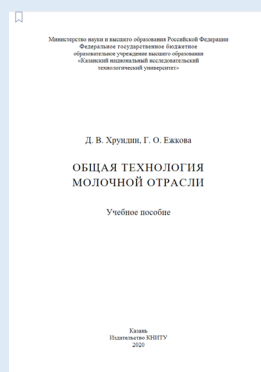 Министерство науки и высшего образования Российской Федерации
Федеральное государственное бюджетное
образовательное учреждение высшего образования
«Казанский национальный исследовательский
технологический университет»
Д. В. Хрундин, Г. О. Ежкова
ОБЩАЯ ТЕХНОЛОГИЯ
МОЛОЧНОЙ ОТРАСЛИ
Учебное пособие
Казань
Издательство КНИТУ
2020